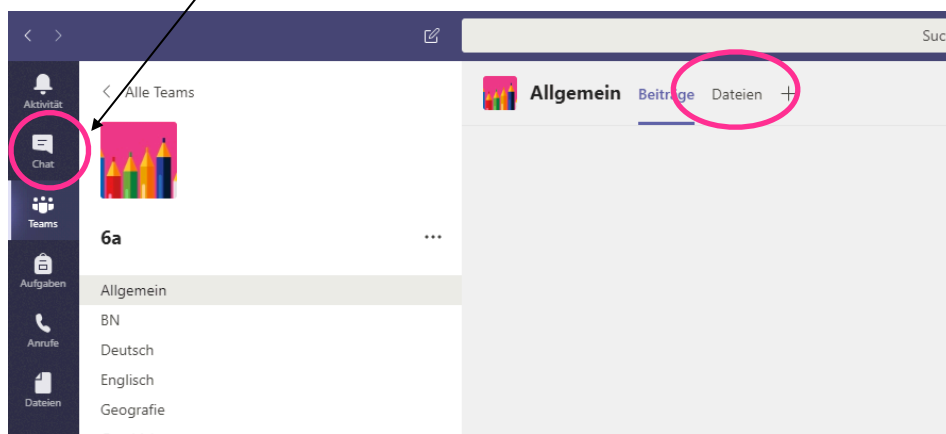 Suc
Aktivität
Chat
Teams
Aufgaben
Anrufe
Dateien
Alle Teams
6a
Allgemein
BN
Deutsch
Englisch
Geografie
Allgemein Beiträge Dateien +